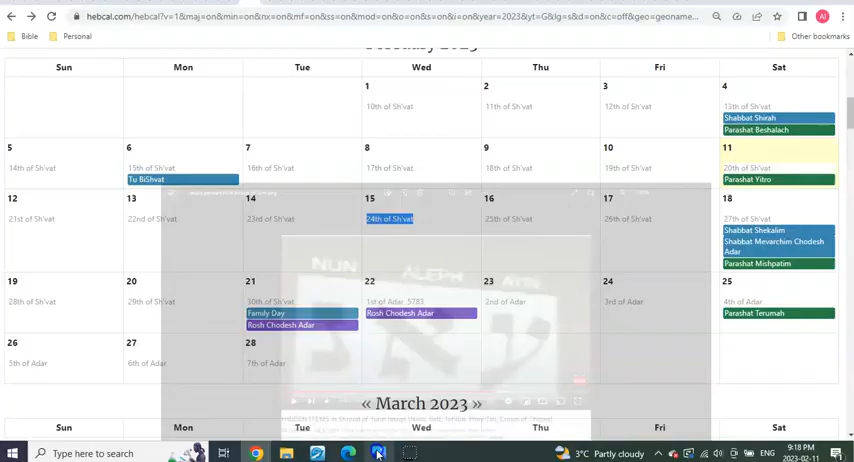 hebcal.com/hebcal?v=1&maj=on&min=on&nx=on&mf=on&ss=on&mod=on&o=on&s=on&i=on&year=2023&yt=G&lg=s&d=on&c=off&geo=geoname...
AI
Bible Personal Other bookmarks
February 2023
Sun Mon Tue Wed Thu Fri Sat
1 2 3 4
10th of Sh'vat 11th of Sh'vat 12th of Sh'vat 13th of Sh'vat
Shabbat Shirah
Parashat Beshalach
5 6 7 8 9 10 11
14th of Sh'vat 15th of Sh'vat 16th of Sh'vat 17th of Sh'vat 18th of Sh'vat 19th of Sh'vat 20th of Sh'vat
Tu BiShvat Parashat Yitro
12 13 14 15 16 17 18
21st of Sh'vat 22nd of Sh'vat 23rd of Sh'vat 24th of Sh'vat 25th of Sh'vat 26th of Sh'vat 27th of Sh'vat
Shabbat Shekalim
Shabbat Mevarchim Chodesh
Adar
Parashat Mishpatim
NUN ALEPH AYIN
19 20 21 22 23 24 25
28th of Sh'vat 29th of Sh'vat 30th of Sh'vat 1st of Adar, 5783 2nd of Adar 3rd of Adar 4th of Adar
Family Day Rosh Chodesh Adar Parashat Terumah
Rosh Chodesh Adar
26 27 28
5th of Adar 6th of Adar 7th of Adar
« March 2023 »
Sun Mon Tue Wed Thu Fri Sat
Type here to search
3°C Partly cloudy
ENG
9:18 PM
2023-02-11